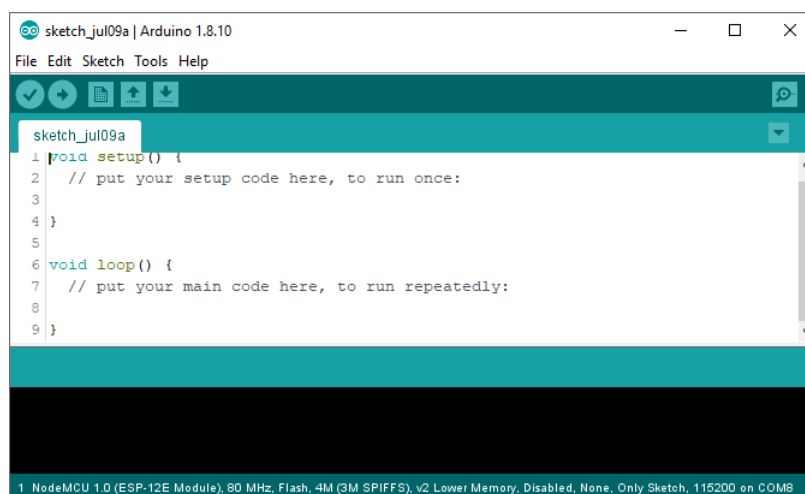 sketch_jul09a | Arduino 1.8.10
File Edit Sketch Tools Help
sketch_jul09a
1 void setup() {
2 // put your setup code here, to run once:
3
4 }
5
6 void loop() {
7 // put your main code here, to run repeatedly:
8
9 }
1 NodeMCU 1.0 (ESP-12E Module), 80 MHz, Flash, 4M (3M SPIFFS), v2 Lower Memory, Disabled, None, Only Sketch, 115200 on COM8